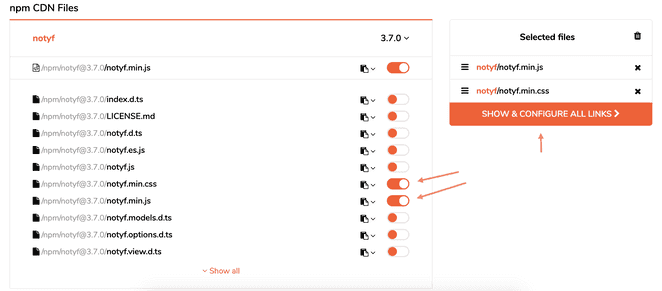 npm CDN Files
notyf
3.7.0
/npm/notyf@3.7.0/notyf.min.js
/npm/notyf@3.7.0/index.d.ts
/npm/notyf@3.7.0/LICENSE.md
/npm/notyf@3.7.0/notyf.d.ts
/npm/notyf@3.7.0/notyf.es.js
/npm/notyf@3.7.0/notyf.js
/npm/notyf@3.7.0/notyf.min.css
/npm/notyf@3.7.0/notyf.min.js
/npm/notyf@3.7.0/notyf.models.d.ts
/npm/notyf@3.7.0/notyf.options.d.ts
/npm/notyf@3.7.0/notyf.view.d.ts
Show all
Selected files
notyf/notyf.min.js
notyf/notyf.min.css
SHOW & CONFIGURE ALL LINKS